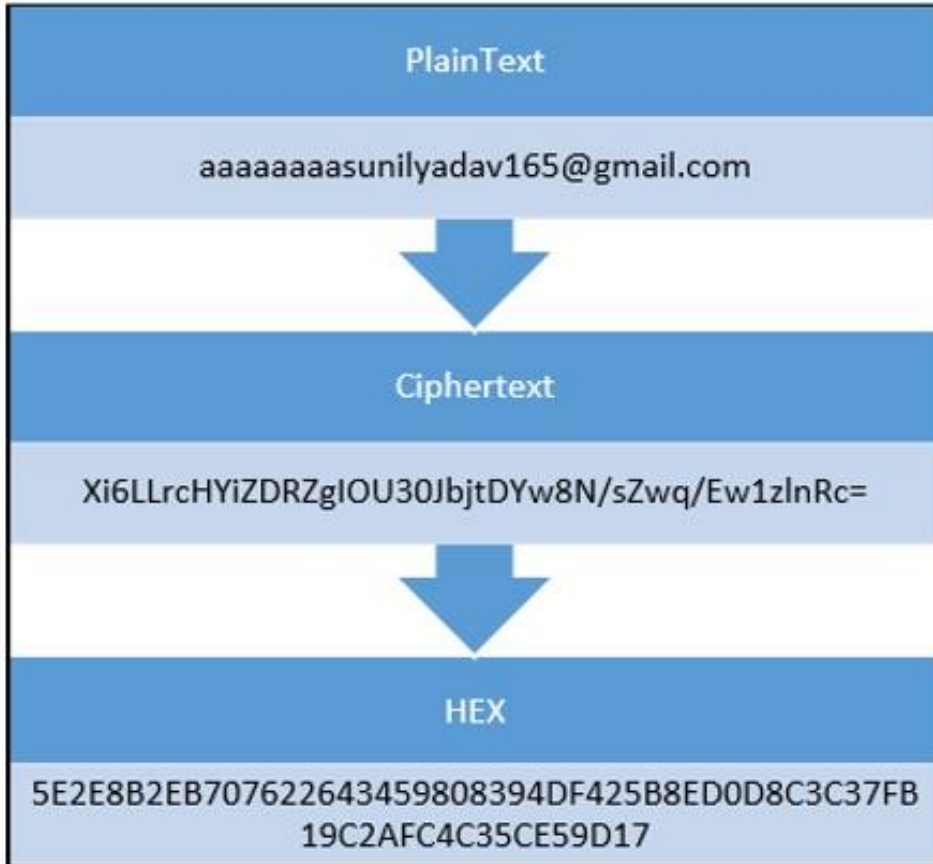 PlainText
aaaaaaaasunilyadav165@gmail.com
Ciphertext
Xi6LLrcHYiZDRZgIOU30JbjtDYw8N/sZwq/Ew1zlnRc=
HEX
5E2E8B2EB707622643459808394DF425B8ED0D8C3C37FB
19C2AFC4C35CE59D17